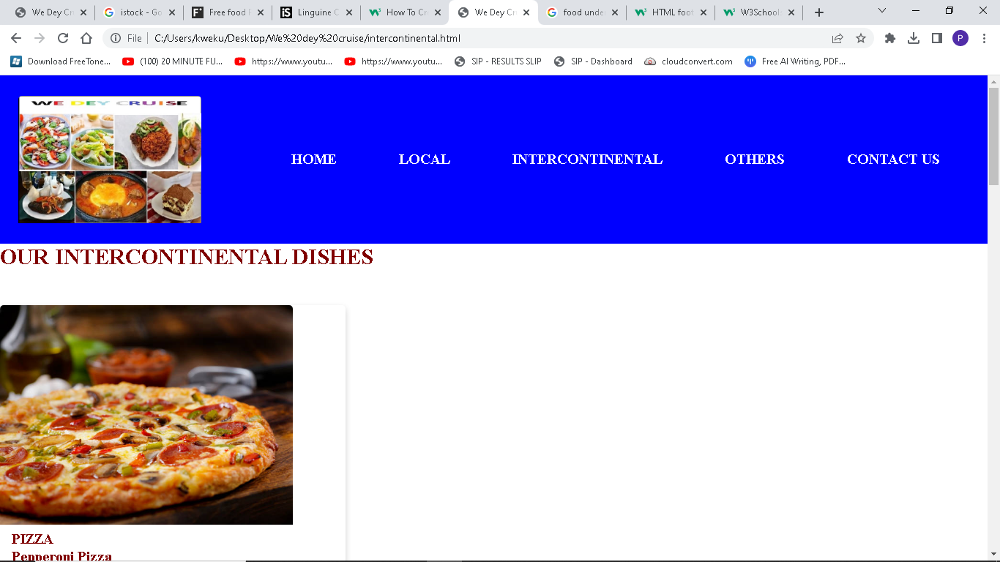 We Dey Cr
istock - Go
Free food P
Linguine C
How To Cr
We Dey Cr
food unde
HTML foot
W3Schools
File
C:/Users/kweku/Desktop/We%20dey%20cruise/intercontinental.html
P
Download FreeTone...
(100) 20 MINUTE FU...
https://www.youtu...
https://www.youtu...
SIP - RESULTS SLIP
SIP - Dashboard
cloudconvert.com
Free AI Writing, PDF...
WE DEY CRUISE
HOME
LOCAL
INTERCONTINENTAL
OTHERS
CONTACT US
OUR INTERCONTINENTAL DISHES
PIZZA
Pepperoni Pizza